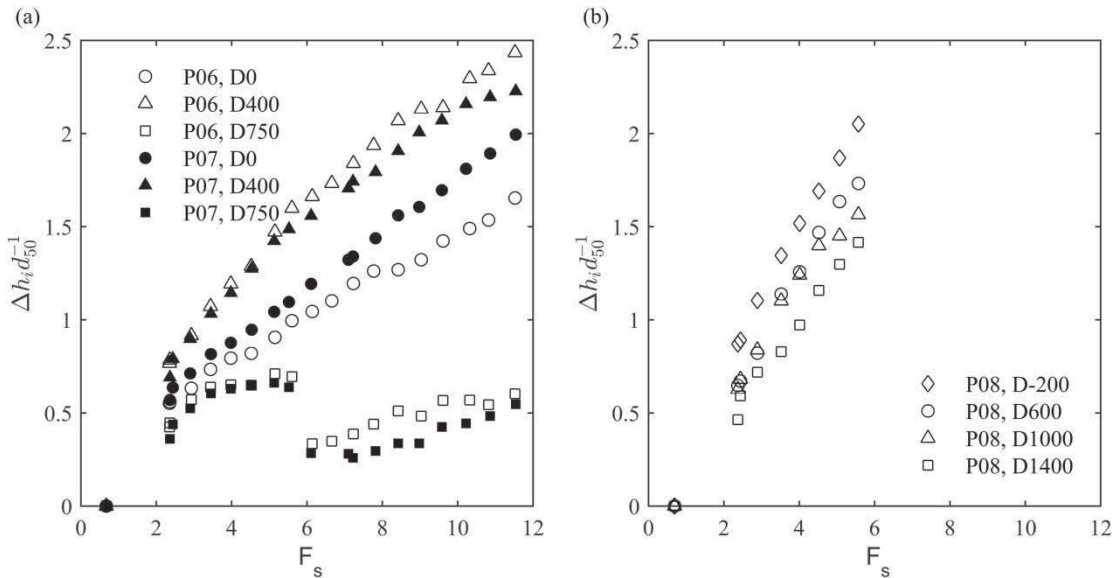 (a)
2.5
2
1.5
1
0.5
0
Δh_i d_50^-1
P06, D0
P06, D400
P06, D750
P07, D0
P07, D400
P07, D750
0 2 4 6 8 10 12
F_s
(b)
2.5
2
1.5
1
0.5
0
Δh_i d_50^-1
P08, D-200
P08, D600
P08, D1000
P08, D1400
0 2 4 6 8 10 12
F_s